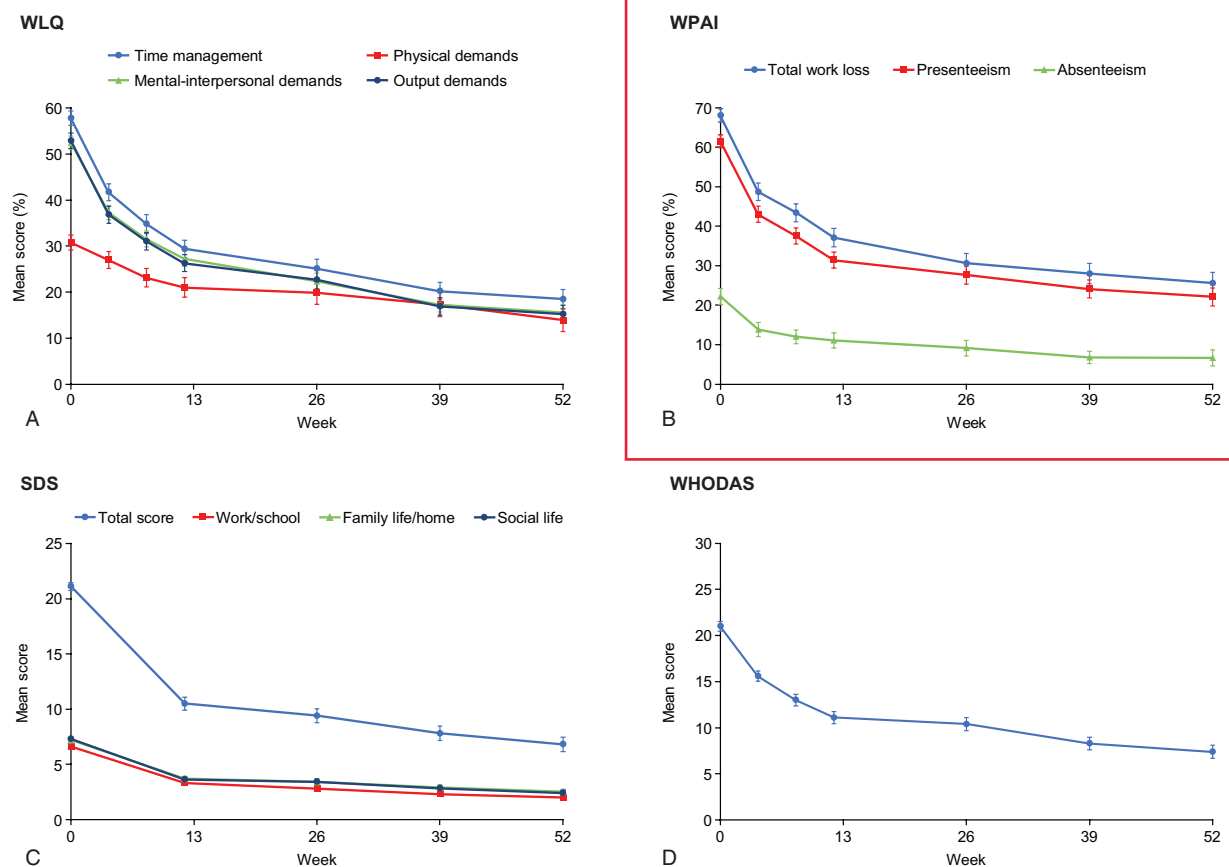 WLQ
Time management
Physical demands
Mental-interpersonal demands
Output demands
Mean score (%)
60
50
40
30
20
10
0
0 13 26 39 52
Week
A
WPAI
Total work loss
Presenteeism
Absenteeism
Mean score (%)
70
60
50
40
30
20
10
0
0 13 26 39 52
Week
B
SDS
Total score
Work/school
Family life/home
Social life
Mean score
25
20
15
10
5
0
0 13 26 39 52
Week
C
WHODAS
Mean score
30
25
20
15
10
5
0
0 13 26 39 52
Week
D